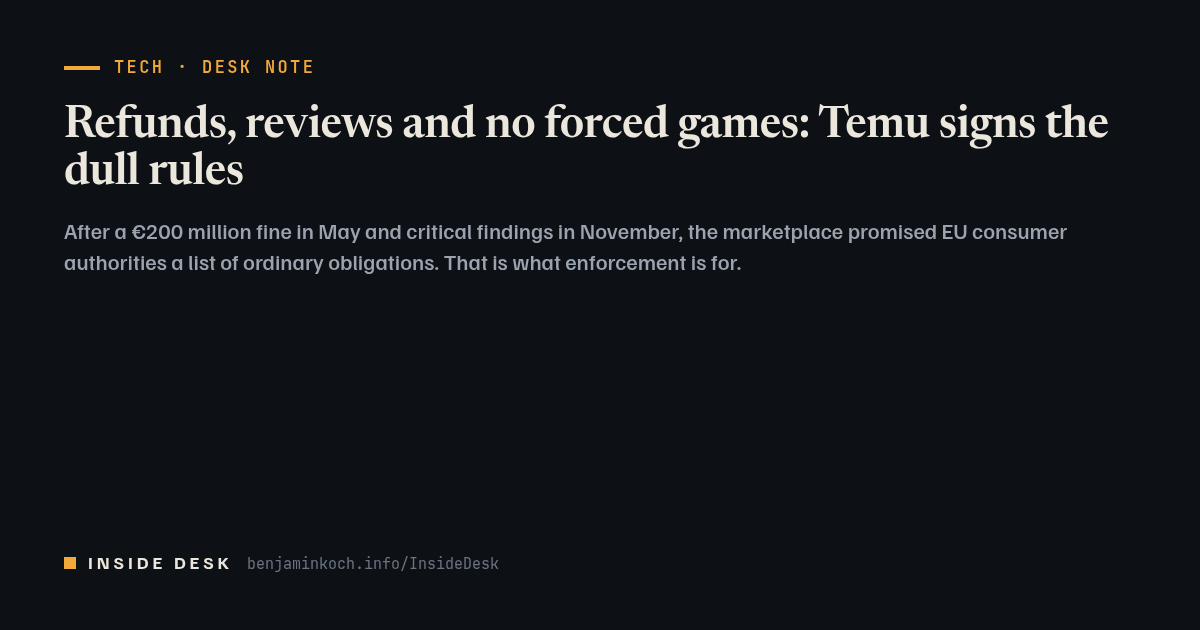 TECH · DESK NOTE
Refunds, reviews and no forced games: Temu signs the
dull rules
After a €200 million fine in May and critical findings in November, the marketplace promised EU consumer
authorities a list of ordinary obligations. That is what enforcement is for.
INSIDE DESK benjaminkoch.info/InsideDesk